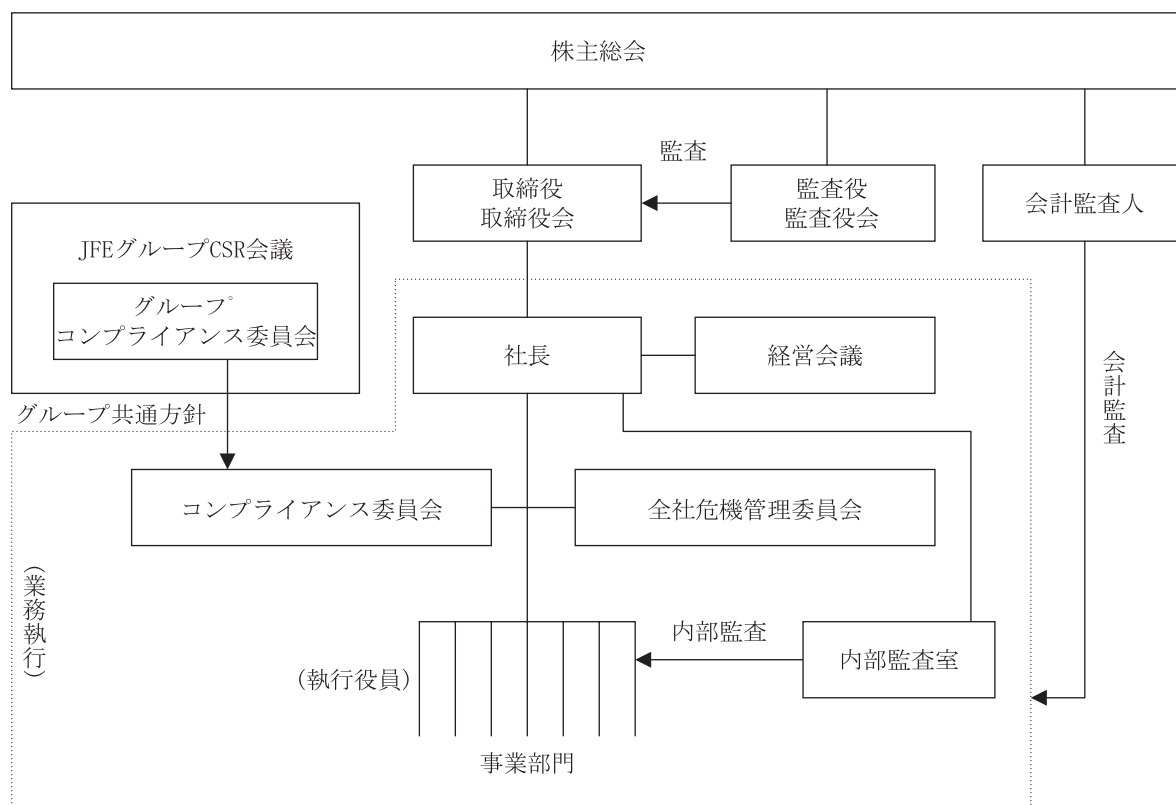 株主総会
監査
取締役
取締役会
監査役
監査役会
会計監査人
JFEグループCSR会議
グループ
コンプライアンス委員会
社長
経営会議
会計監査
グループ共通方針
コンプライアンス委員会
全社危機管理委員会
（業務執行）
内部監査
内部監査室
（執行役員）
事業部門